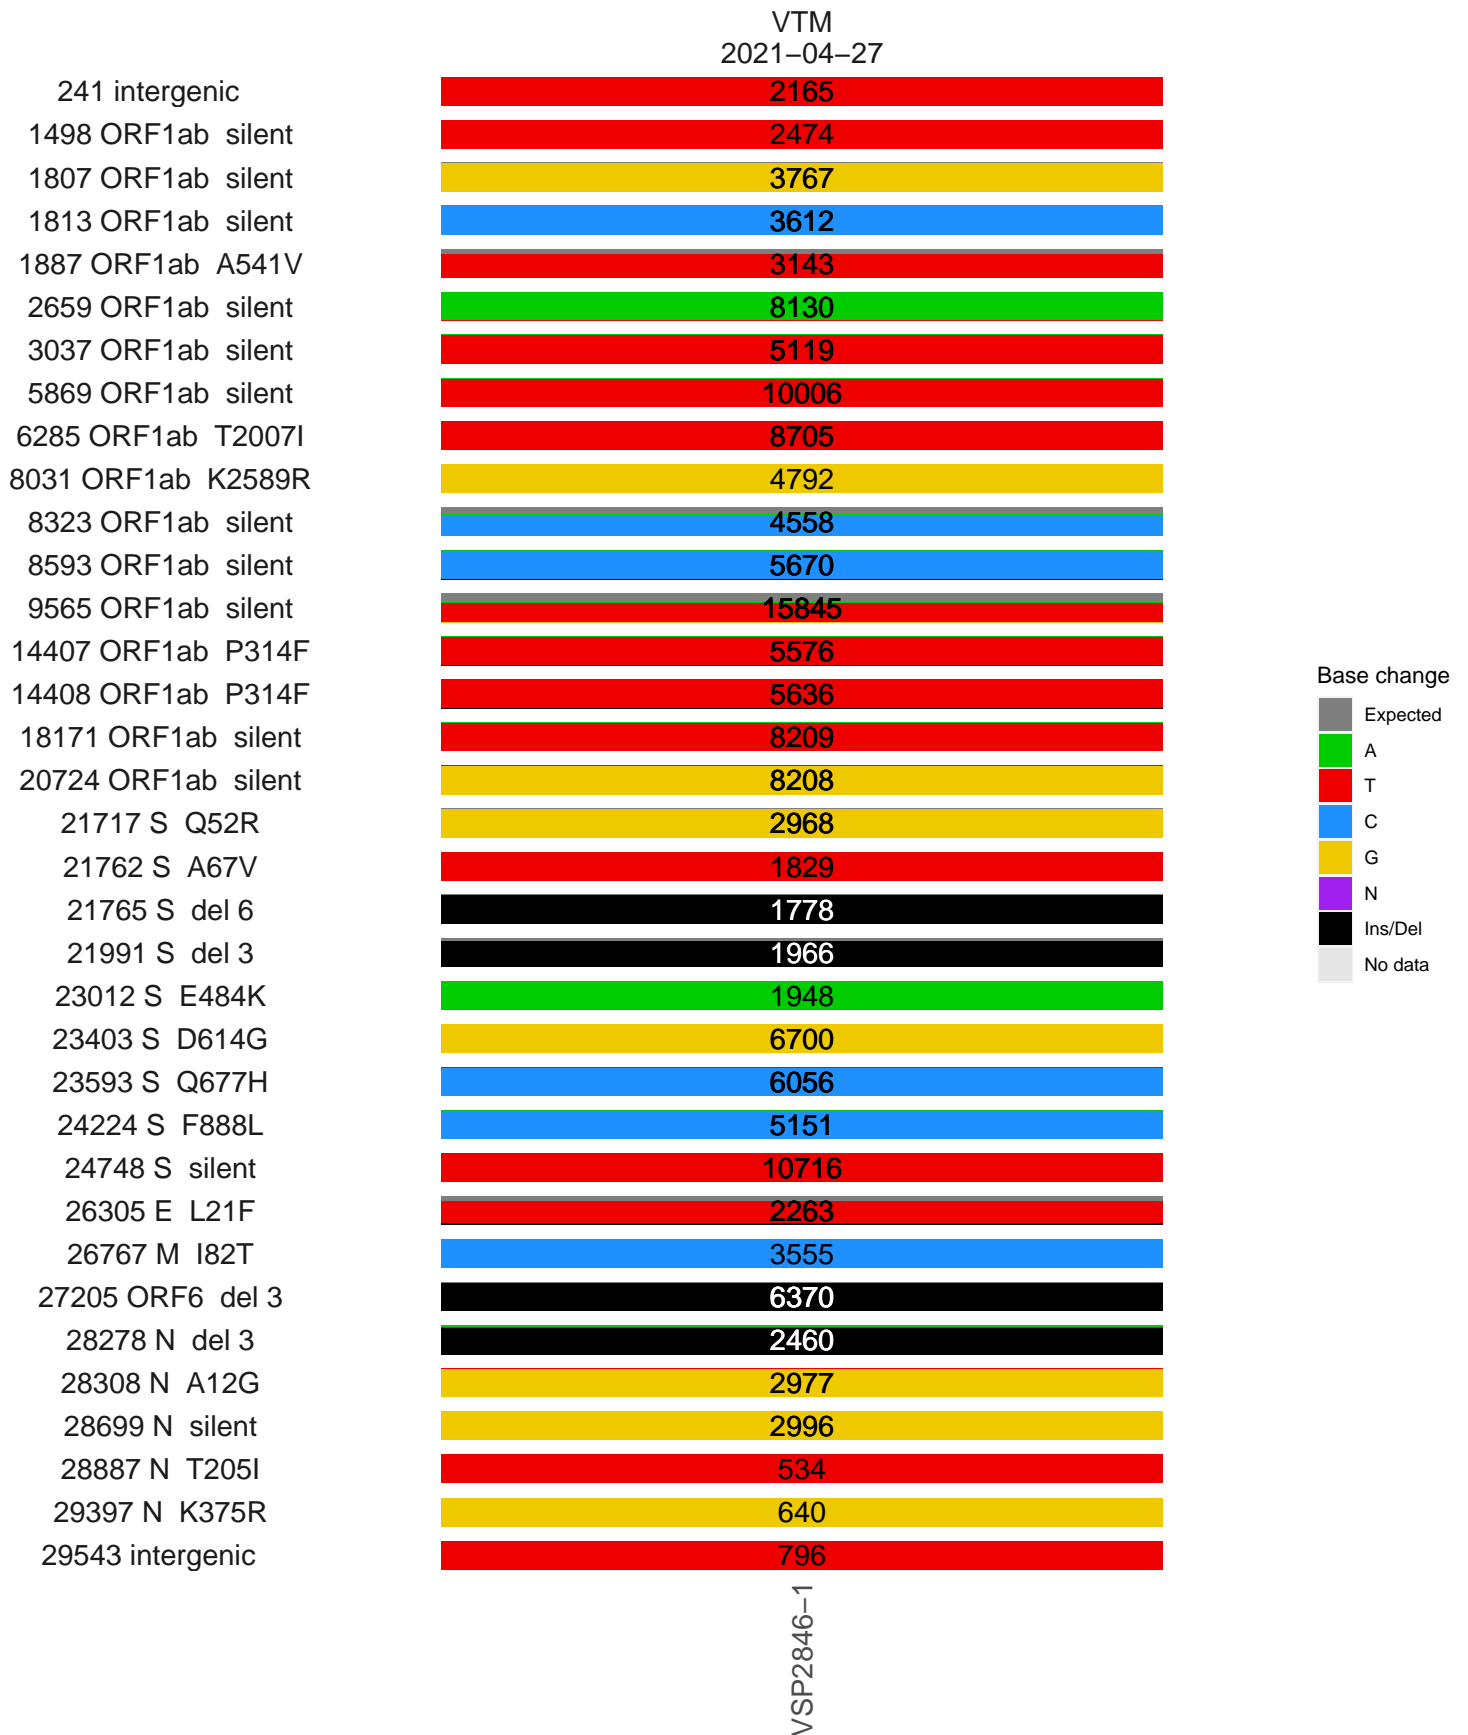 VTM
2021−04−27
241 intergenic 2165
1498 ORF1ab silent 2474
1807 ORF1ab silent 3767
1813 ORF1ab silent 3612
1887 ORF1ab A541V 3143
2659 ORF1ab silent 8130
3037 ORF1ab silent 5119
5869 ORF1ab silent 10006
6285 ORF1ab T2007I 8705
8031 ORF1ab K2589R 4792
8323 ORF1ab silent 4558
8593 ORF1ab silent 5670
9565 ORF1ab silent 15845
14407 ORF1ab P314F 5576
14408 ORF1ab P314F 5636
18171 ORF1ab silent 8209
20724 ORF1ab silent 8208
21717 S Q52R 2968
21762 S A67V 1829
21765 S del 6 1778
21991 S del 3 1966
23012 S E484K 1948
23403 S D614G 6700
23593 S Q677H 6056
24224 S F888L 5151
24748 S silent 10716
26305 E L21F 2263
26767 M I82T 3555
27205 ORF6 del 3 6370
28278 N del 3 2460
28308 N A12G 2977
28699 N silent 2996
28887 N T205I 534
29397 N K375R 640
29543 intergenic 796
VSP2846−1
Base change
Expected
A
T
C
G
N
Ins/Del
No data